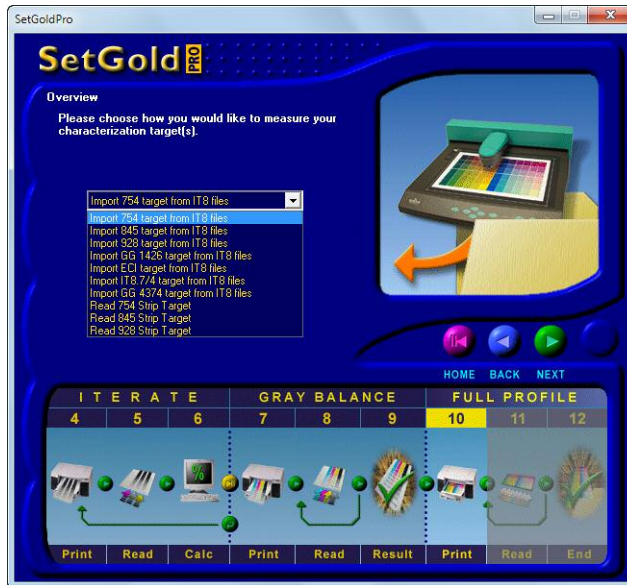 SetGoldPro
SetGold PRO
Overview
Please choose how you would like to measure your
characterization target(s).
Import 754 target from IT8 files
Import 754 target from IT8 files
Import 845 target from IT8 files
Import 928 target from IT8 files
Import GG 1426 target from IT8 files
Import ECI target from IT8 files
Import IT8.7/4 target from IT8 files
Import GG 4374 target from IT8 files
Read 754 Strip Target
Read 845 Strip Target
Read 928 Strip Target
HOME BACK NEXT
ITERATE GRAY BALANCE FULL PROFILE
4 5 6 7 8 9 10 11 12
%
Print Read Calc Print Read Result Print Read End